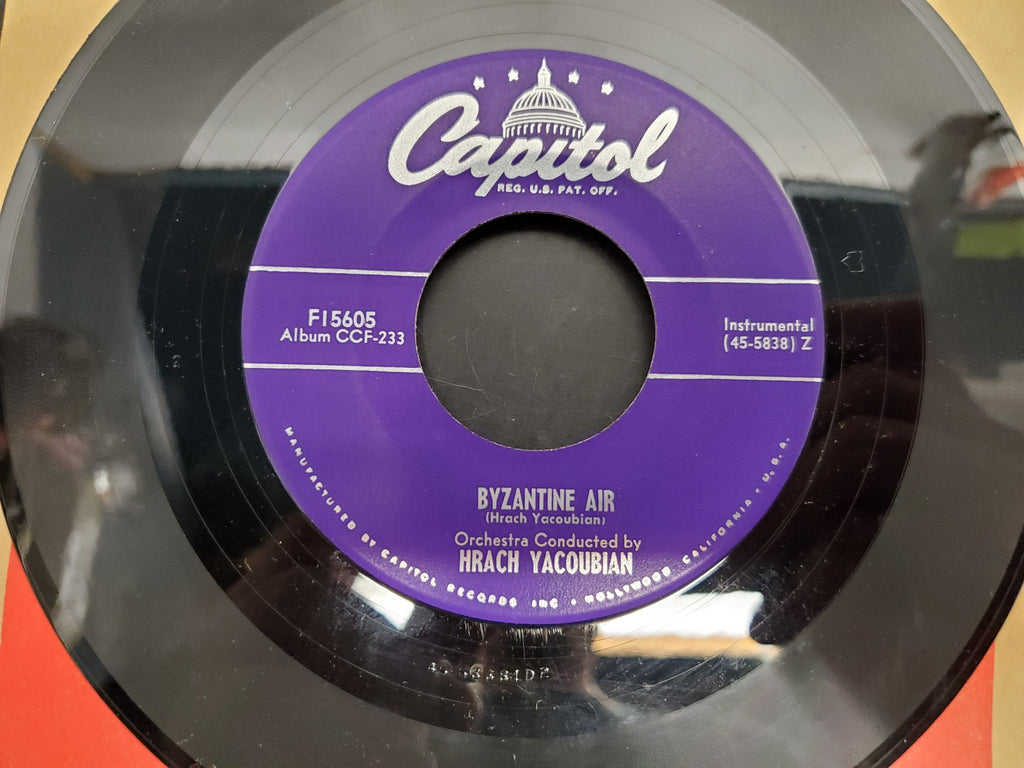 Capitol
REG. U.S. PAT. OFF.
F15605
Album CCF-233
Instrumental
(45-5838) Z
BYZANTINE AIR
(Hrach Yacoubian)
Orchestra Conducted by
HRACH YACOUBIAN
MANUFACTURED BY CAPITOL RECORDS INC • HOLLYWOOD CALIFORNIA • U.S.A.